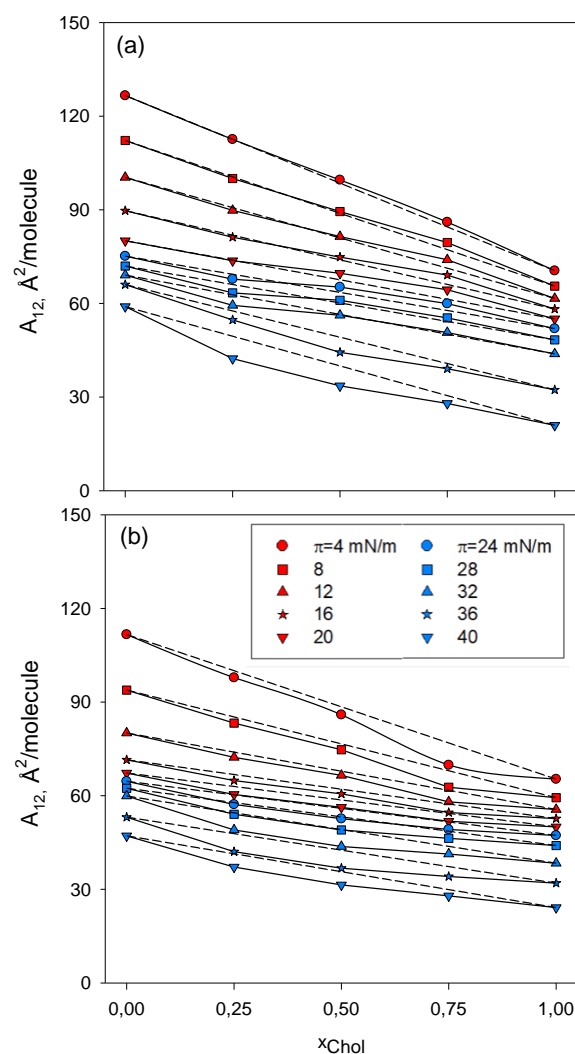 (a)
150
120
90
60
30
0
A₁₂, Å²/molecule
(b)
150
120
90
60
30
0
A₁₂, Å²/molecule
π=4 mN/m π=24 mN/m
8 28
12 32
16 36
20 40
0,00 0,25 0,50 0,75 1,00
xChol